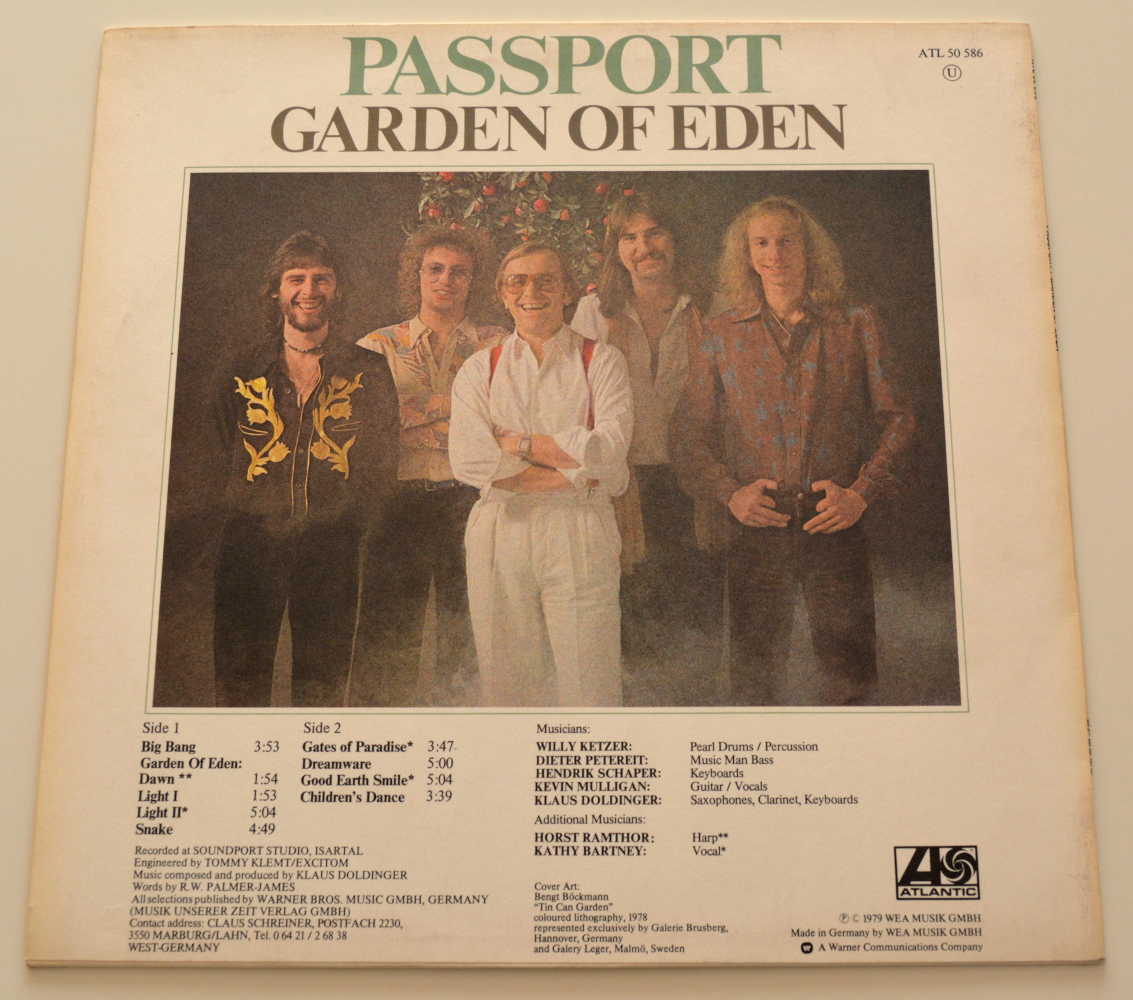 PASSPORT
GARDEN OF EDEN
ATL 50 586
U
Side 1
Big Bang 3:53
Garden Of Eden:
Dawn ** 1:54
Light I 1:53
Light II* 5:04
Snake 4:49
Side 2
Gates of Paradise* 3:47
Dreamware 5:00
Good Earth Smile* 5:04
Children's Dance 3:39
Recorded at SOUNDPORT STUDIO, ISARTAL
Engineered by TOMMY KLEMT/EXCITOM
Music composed and produced by KLAUS DOLDINGER
Words by R.W. PALMER-JAMES
All selections published by WARNER BROS. MUSIC GMBH, GERMANY
(MUSIK UNSERER ZEIT VERLAG GMBH)
Contact address: CLAUS SCHREINER, POSTFACH 2230,
3550 MARBURG/LAHN, Tel. 0 64 21 / 2 68 38
WEST-GERMANY
Musicians:
WILLY KETZER: Pearl Drums / Percussion
DIETER PETEREIT: Music Man Bass
HENDRIK SCHAPER: Keyboards
KEVIN MULLIGAN: Guitar / Vocals
KLAUS DOLDINGER: Saxophones, Clarinet, Keyboards
Additional Musicians:
HORST RAMTHOR: Harp**
KATHY BARTNEY: Vocal*
Cover Art:
Bengt Böckmann
"Tin Can Garden"
coloured lithography, 1978
represented exclusively by Galerie Brusberg,
Hannover, Germany
and Galery Leger, Malmö, Sweden
ATLANTIC
℗ © 1979 WEA MUSIK GMBH
Made in Germany by WEA MUSIK GMBH
A Warner Communications Company